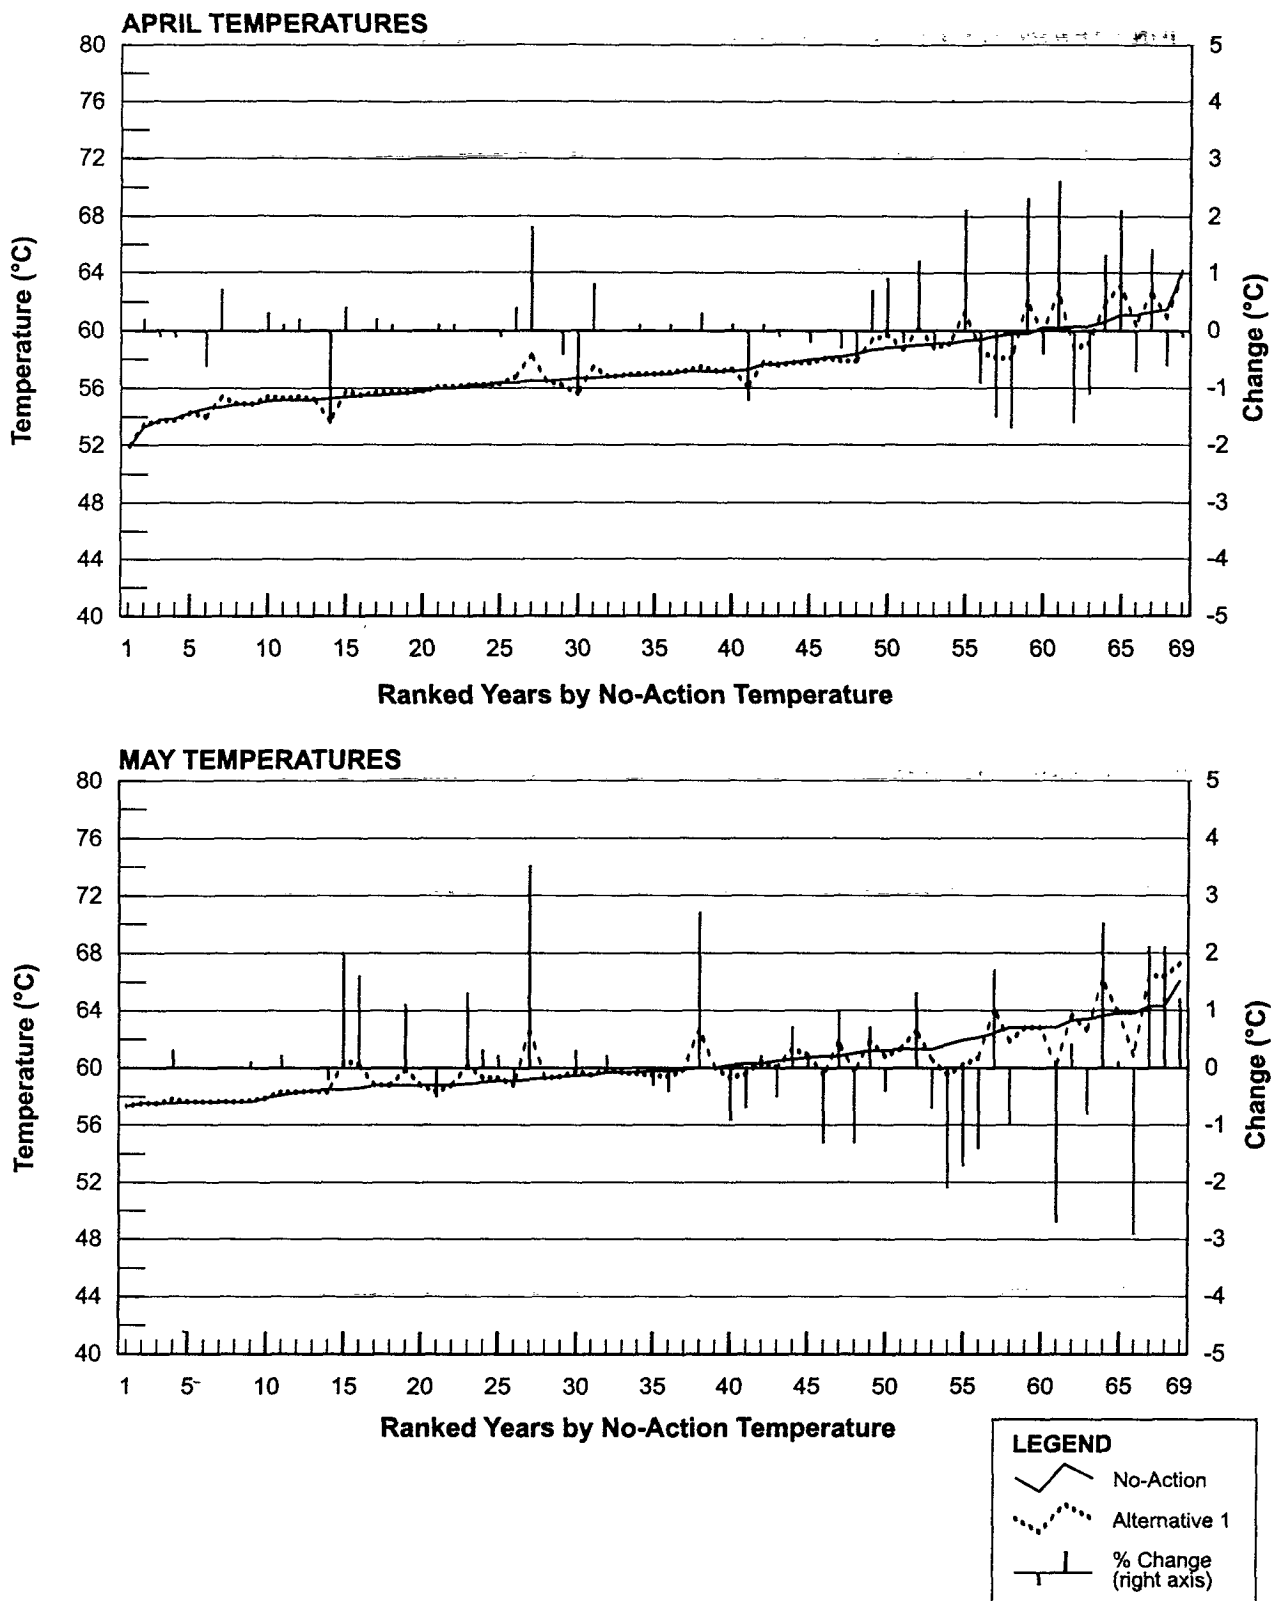 APRIL TEMPERATURES
80 5
76 4
72 3
68 2
64 1
60 0
56 -1
52 -2
48 -3
44 -4
40 -5
Temperature (°C)
Change (°C)
1 5 10 15 20 25 30 35 40 45 50 55 60 65 69
Ranked Years by No-Action Temperature
MAY TEMPERATURES
80 5
76 4
72 3
68 2
64 1
60 0
56 -1
52 -2
48 -3
44 -4
40 -5
Temperature (°C)
Change (°C)
1 5 10 15 20 25 30 35 40 45 50 55 60 65 69
Ranked Years by No-Action Temperature
LEGEND
No-Action
Alternative 1
% Change
(right axis)